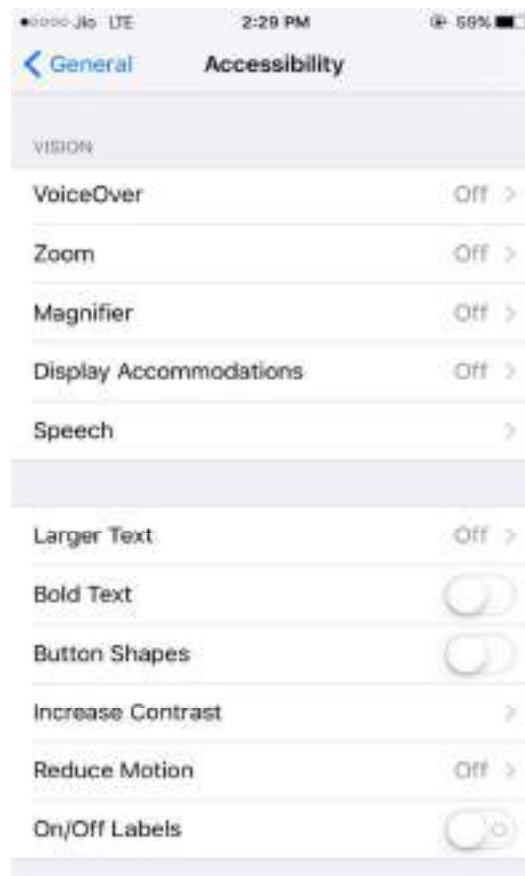 Jio LTE 2:29 PM 59%
General Accessibility
VISION
VoiceOver Off
Zoom Off
Magnifier Off
Display Accommodations Off
Speech
Larger Text Off
Bold Text
Button Shapes
Increase Contrast
Reduce Motion Off
On/Off Labels